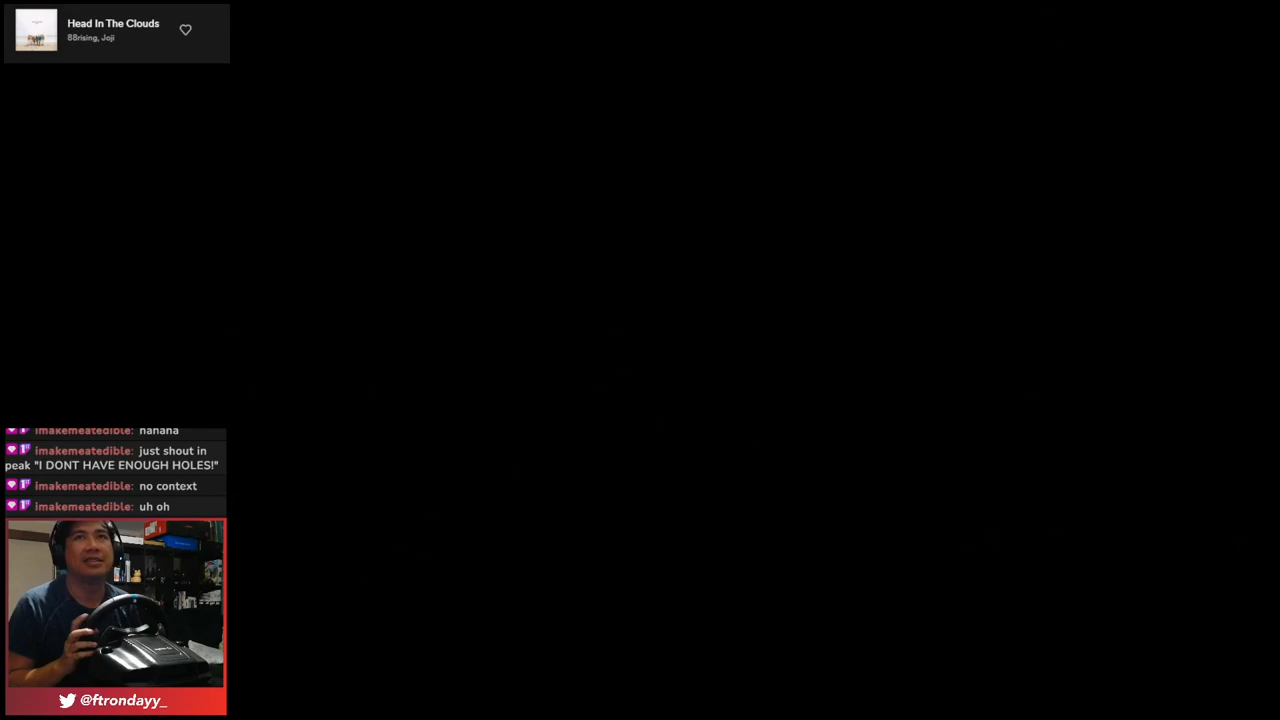 Head In The Clouds
88rising, Joji
imakemeatedible: hahaha
imakemeatedible: just shout in
peak "I DONT HAVE ENOUGH HOLES!"
imakemeatedible: no context
imakemeatedible: uh oh
@ftrondayy_